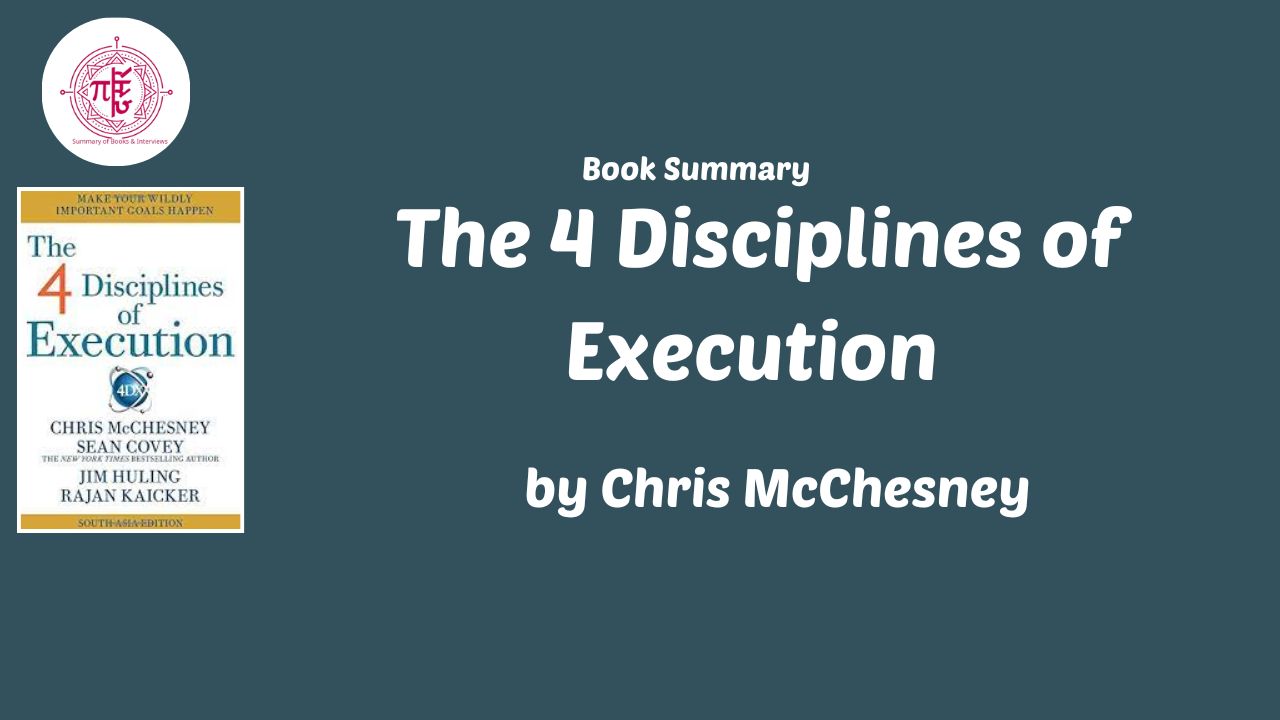 Summary of Books & Interviews
MAKE YOUR WILDLY
IMPORTANT GOALS HAPPEN
The
4 Disciplines
of
Execution
4DX
CHRIS McCHESNEY
SEAN COVEY
THE NEW YORK TIMES BESTSELLING AUTHOR
JIM HULING
RAJAN KAICKER
SOUTH ASIA EDITION
Book Summary
The 4 Disciplines of
Execution
by Chris McChesney